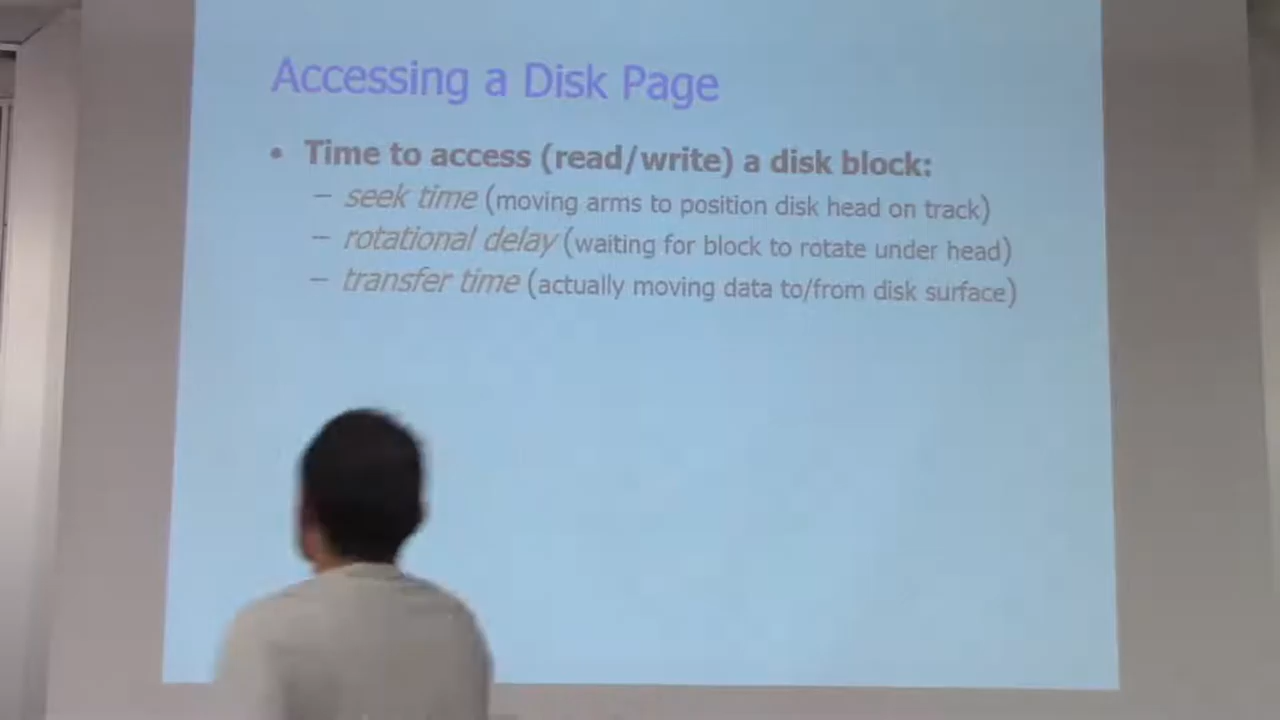 Accessing a Disk Page
• Time to access (read/write) a disk block:
– seek time (moving arms to position disk head on track)
– rotational delay (waiting for block to rotate under head)
– transfer time (actually moving data to/from disk surface)